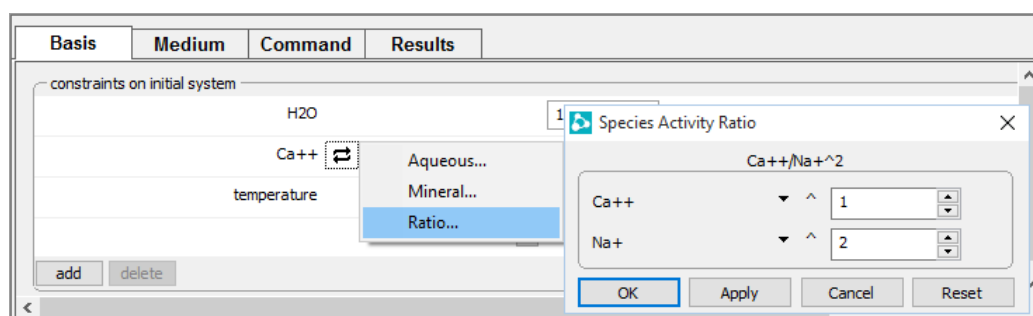 Basis Medium Command Results
constraints on initial system
H2O 1
Ca++
temperature
add delete
Aqueous...
Mineral...
Ratio...
Species Activity Ratio
Ca++/Na+^2
Ca++ ^ 1
Na+ ^ 2
OK Apply Cancel Reset